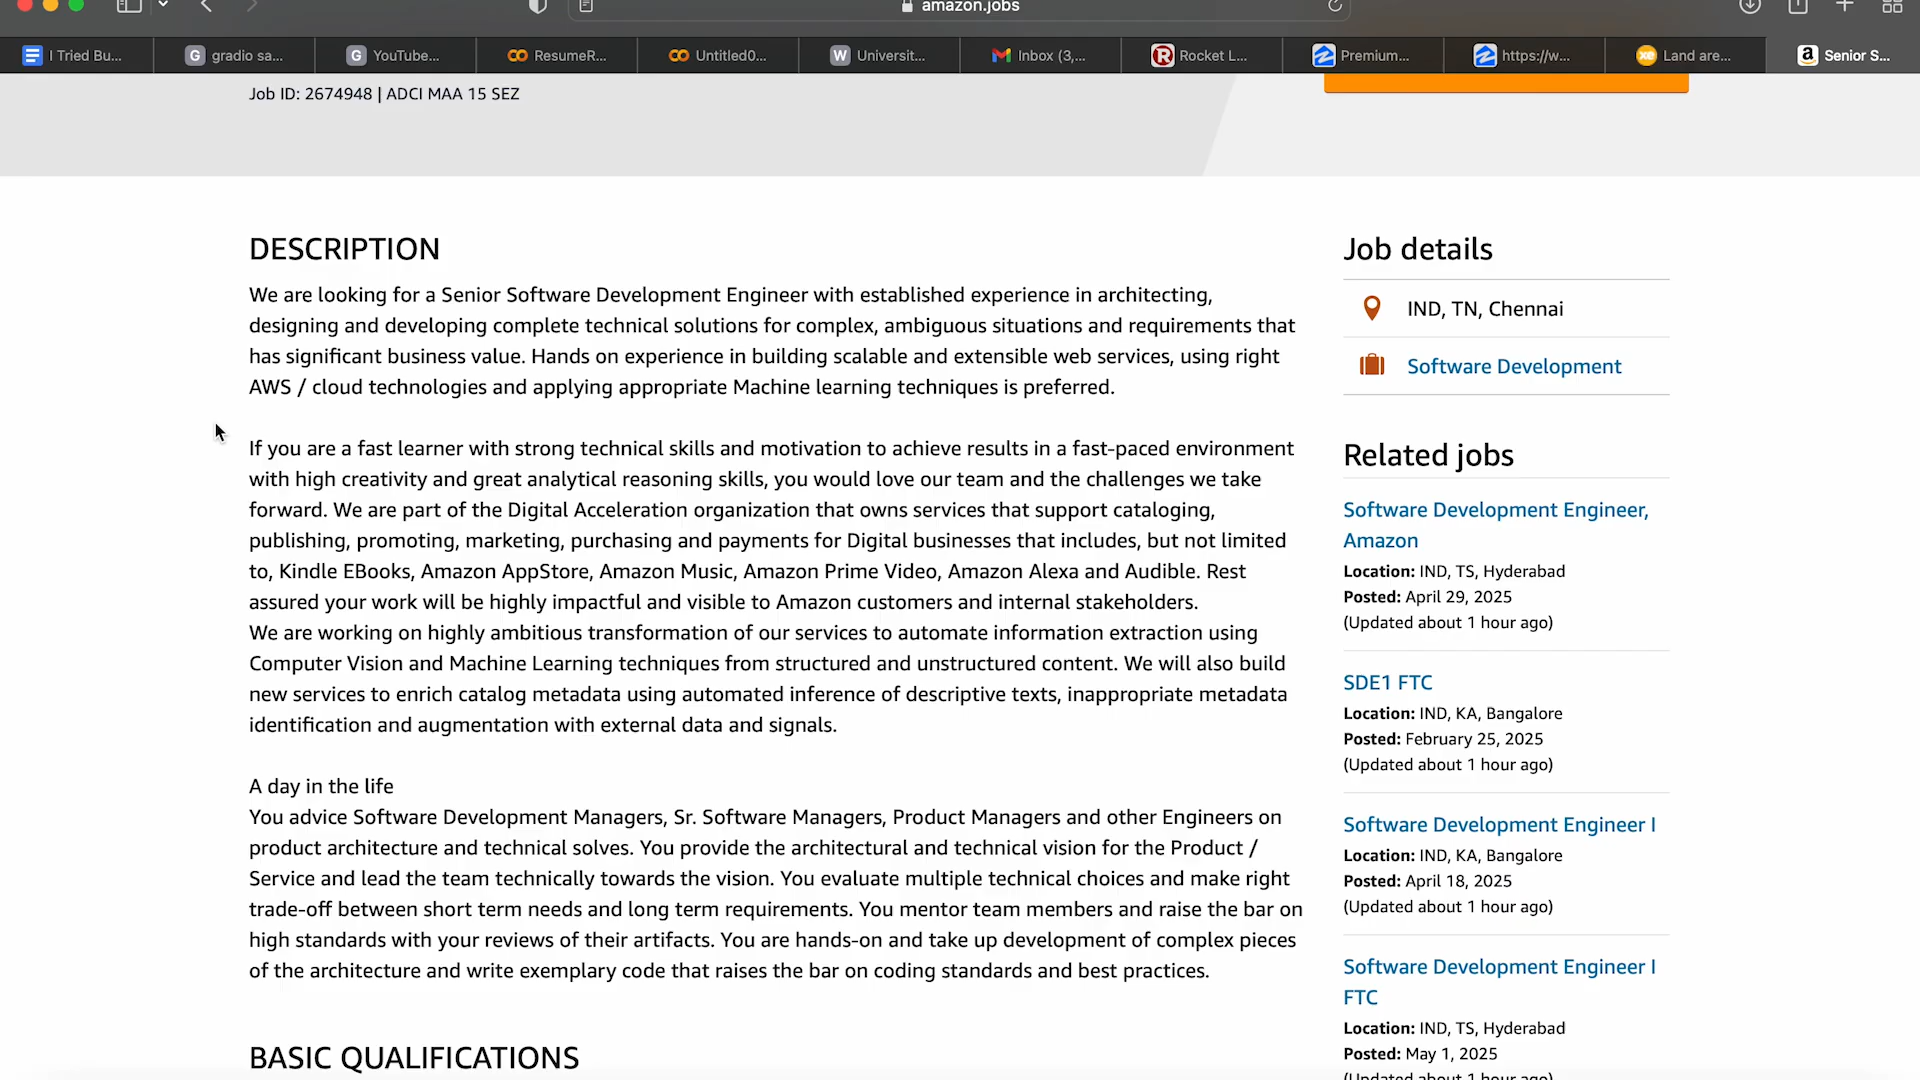 amazon.jobs
I Tried Bu...
gradio sa...
YouTube...
ResumeR...
Untitled0...
Universit...
Inbox (3,...
Rocket L...
Premium...
https://w...
Land are...
Senior S...
Job ID: 2674948 | ADCI MAA 15 SEZ
DESCRIPTION
We are looking for a Senior Software Development Engineer with established experience in architecting,
designing and developing complete technical solutions for complex, ambiguous situations and requirements that
has significant business value. Hands on experience in building scalable and extensible web services, using right
AWS / cloud technologies and applying appropriate Machine learning techniques is preferred.
If you are a fast learner with strong technical skills and motivation to achieve results in a fast-paced environment
with high creativity and great analytical reasoning skills, you would love our team and the challenges we take
forward. We are part of the Digital Acceleration organization that owns services that support cataloging,
publishing, promoting, marketing, purchasing and payments for Digital businesses that includes, but not limited
to, Kindle EBooks, Amazon AppStore, Amazon Music, Amazon Prime Video, Amazon Alexa and Audible. Rest
assured your work will be highly impactful and visible to Amazon customers and internal stakeholders.
We are working on highly ambitious transformation of our services to automate information extraction using
Computer Vision and Machine Learning techniques from structured and unstructured content. We will also build
new services to enrich catalog metadata using automated inference of descriptive texts, inappropriate metadata
identification and augmentation with external data and signals.
A day in the life
You advice Software Development Managers, Sr. Software Managers, Product Managers and other Engineers on
product architecture and technical solves. You provide the architectural and technical vision for the Product /
Service and lead the team technically towards the vision. You evaluate multiple technical choices and make right
trade-off between short term needs and long term requirements. You mentor team members and raise the bar on
high standards with your reviews of their artifacts. You are hands-on and take up development of complex pieces
of the architecture and write exemplary code that raises the bar on coding standards and best practices.
BASIC QUALIFICATIONS
Job details
IND, TN, Chennai
Software Development
Related jobs
Software Development Engineer,
Amazon
Location: IND, TS, Hyderabad
Posted: April 29, 2025
(Updated about 1 hour ago)
SDE1 FTC
Location: IND, KA, Bangalore
Posted: February 25, 2025
(Updated about 1 hour ago)
Software Development Engineer I
Location: IND, KA, Bangalore
Posted: April 18, 2025
(Updated about 1 hour ago)
Software Development Engineer I
FTC
Location: IND, TS, Hyderabad
Posted: May 1, 2025
(Updated about 1 hour ago)